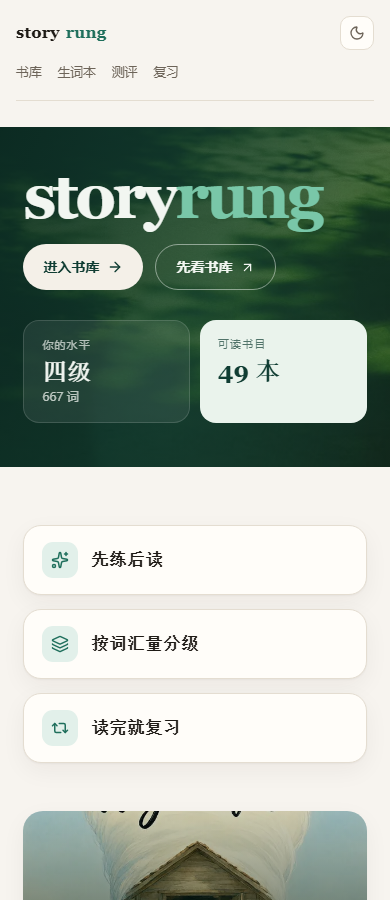 story rung
书库 生词本 测评 复习
storyrung
进入书库
先看书库
你的水平
四级
667 词
可读书目
49 本
先练后读
按词汇量分级
读完就复习